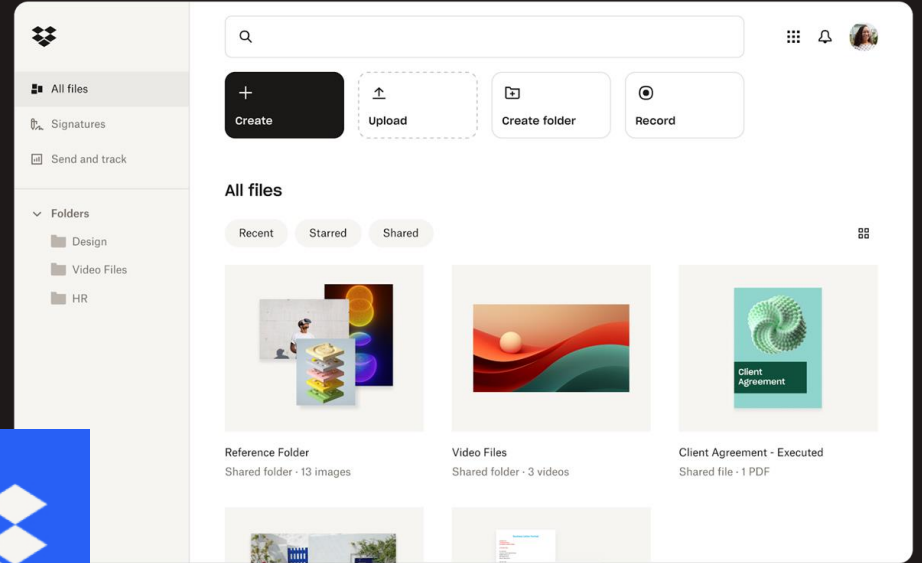 All files
Signatures
Send and track
Folders
Design
Video Files
HR
Create
Upload
Create folder
Record
All files
Recent
Starred
Shared
Client
Agreement
Reference Folder
Shared folder · 13 images
Video Files
Shared folder · 3 videos
Client Agreement - Executed
Shared file · 1 PDF